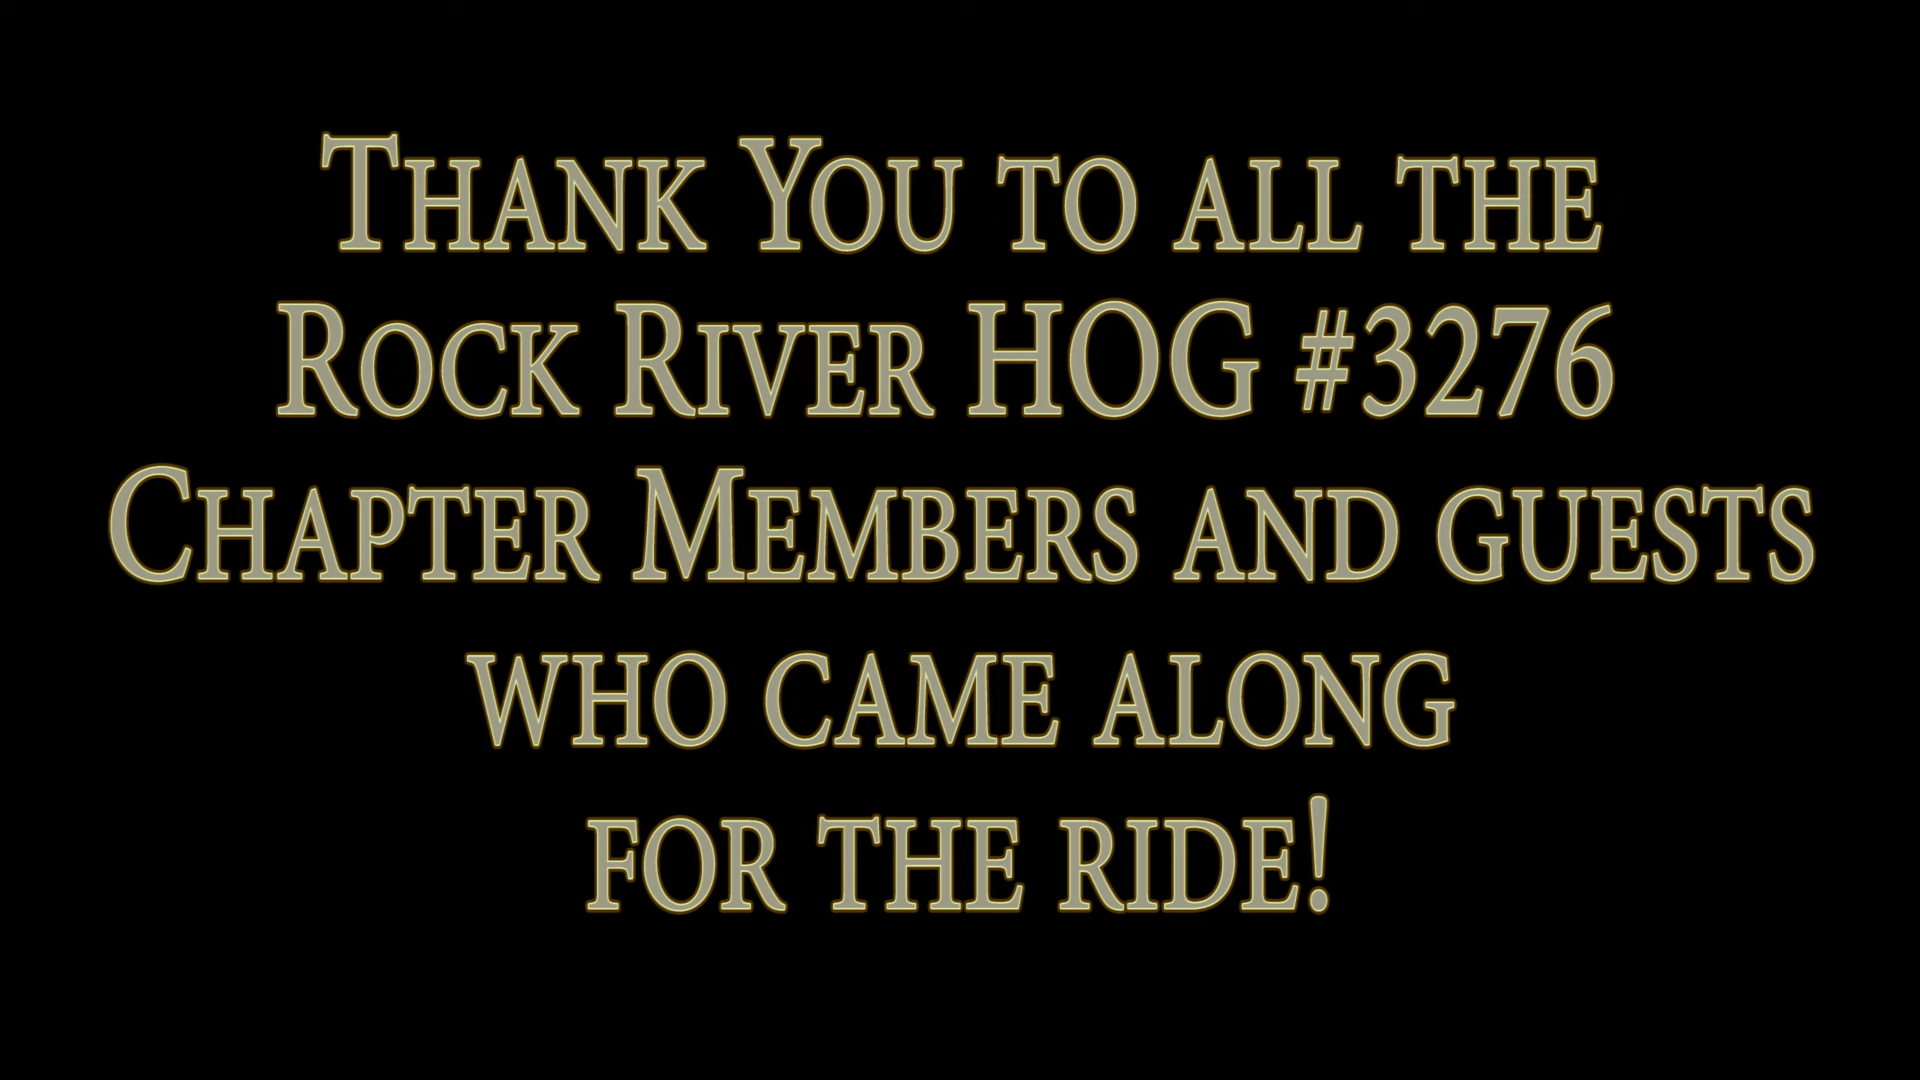 Thank You to all the
Rock River HOG #3276
Chapter Members and guests
who came along
for the ride!